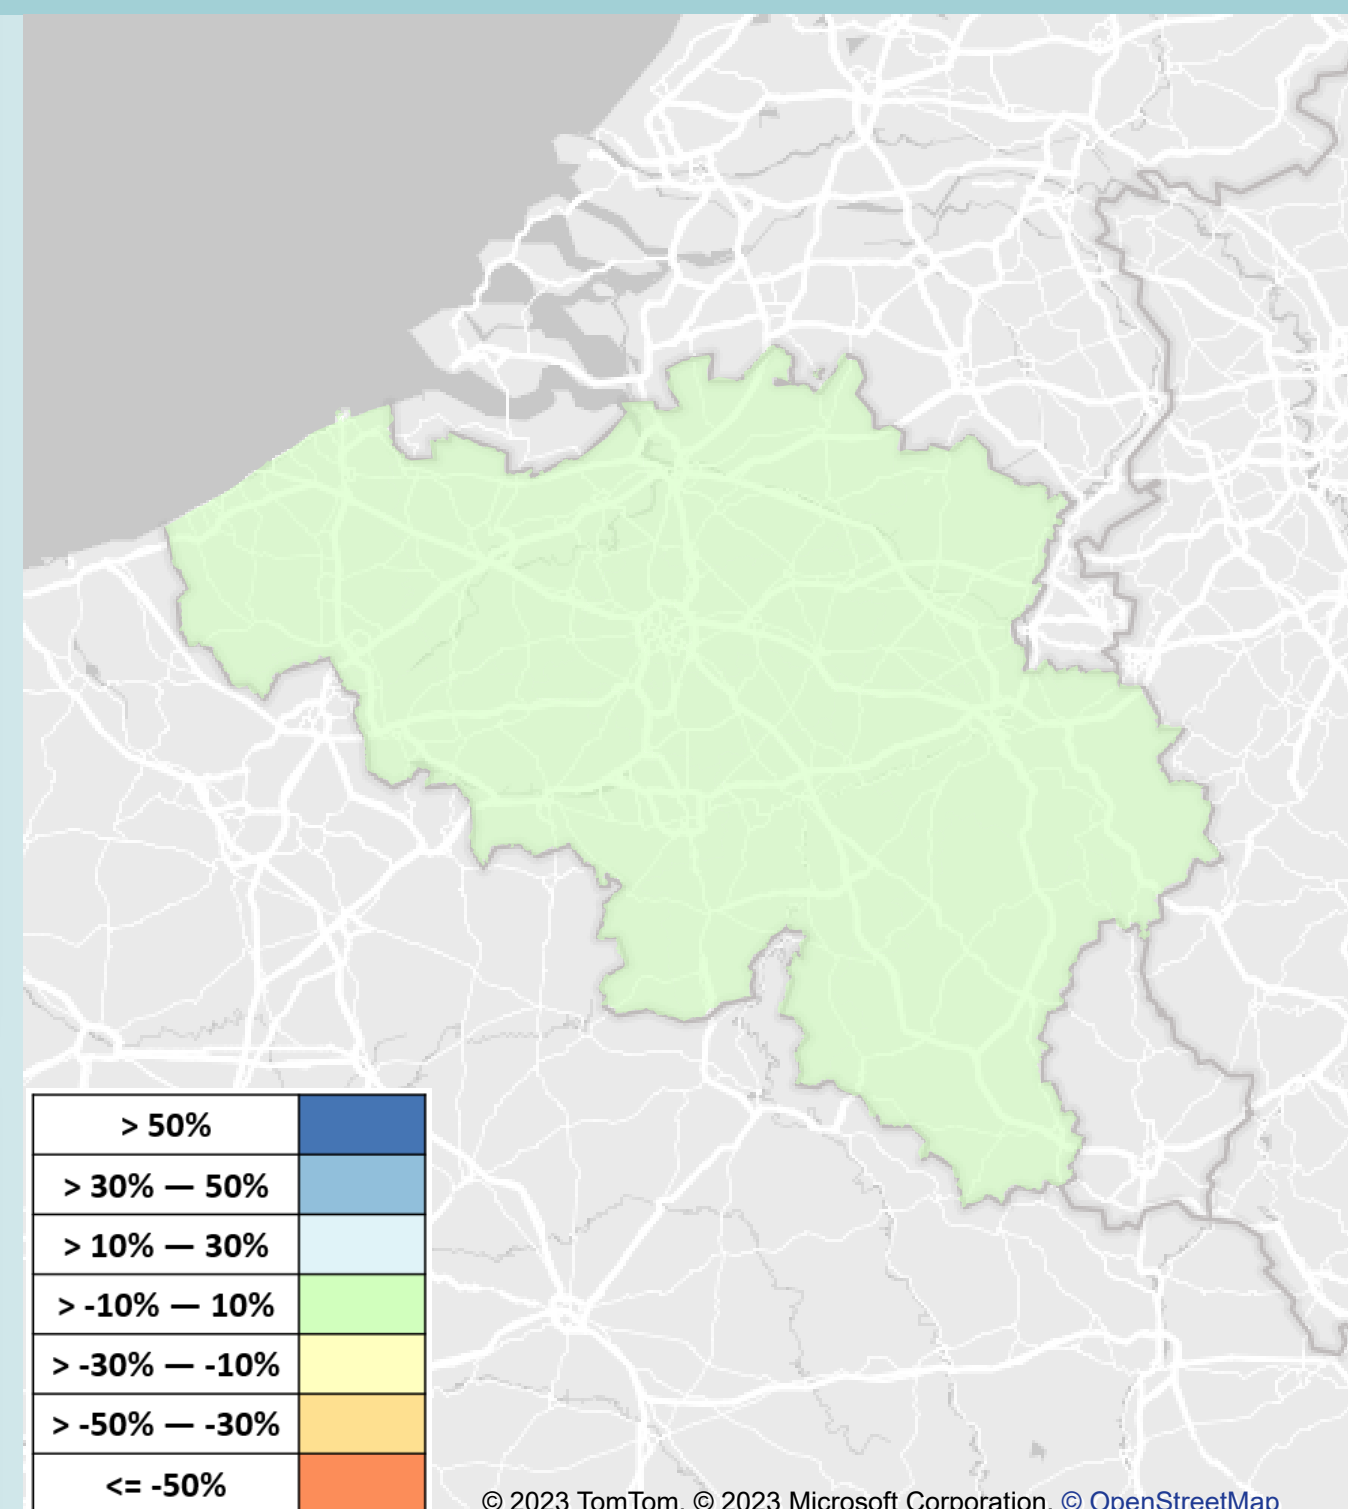 > 50%
> 30% — 50%
> 10% — 30%
> -10% — 10%
> -30% — -10%
> -50% — -30%
<= -50%
© 2023 TomTom, © 2023 Microsoft Corporation, © OpenStreetMap